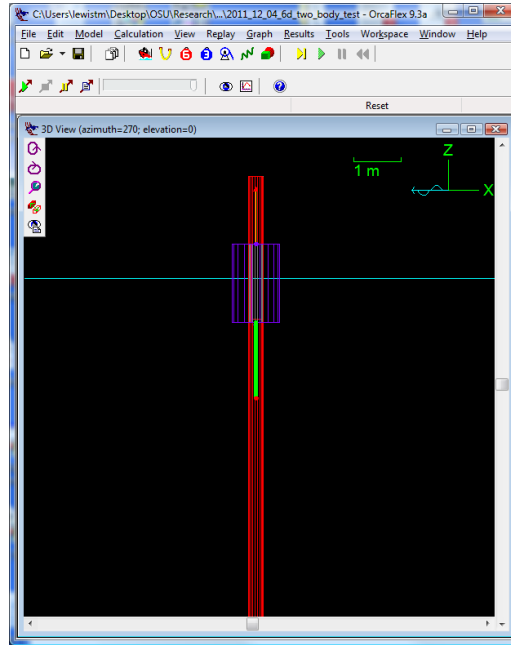 C:\Users\lewistm\Desktop\OSU\Research\...\2011_12_04_6d_two_body_test - OrcaFlex 9.3a
File Edit Model Calculation View Replay Graph Results Tools Workspace Window Help
Reset
3D View (azimuth=270; elevation=0)
1 m
Z
X